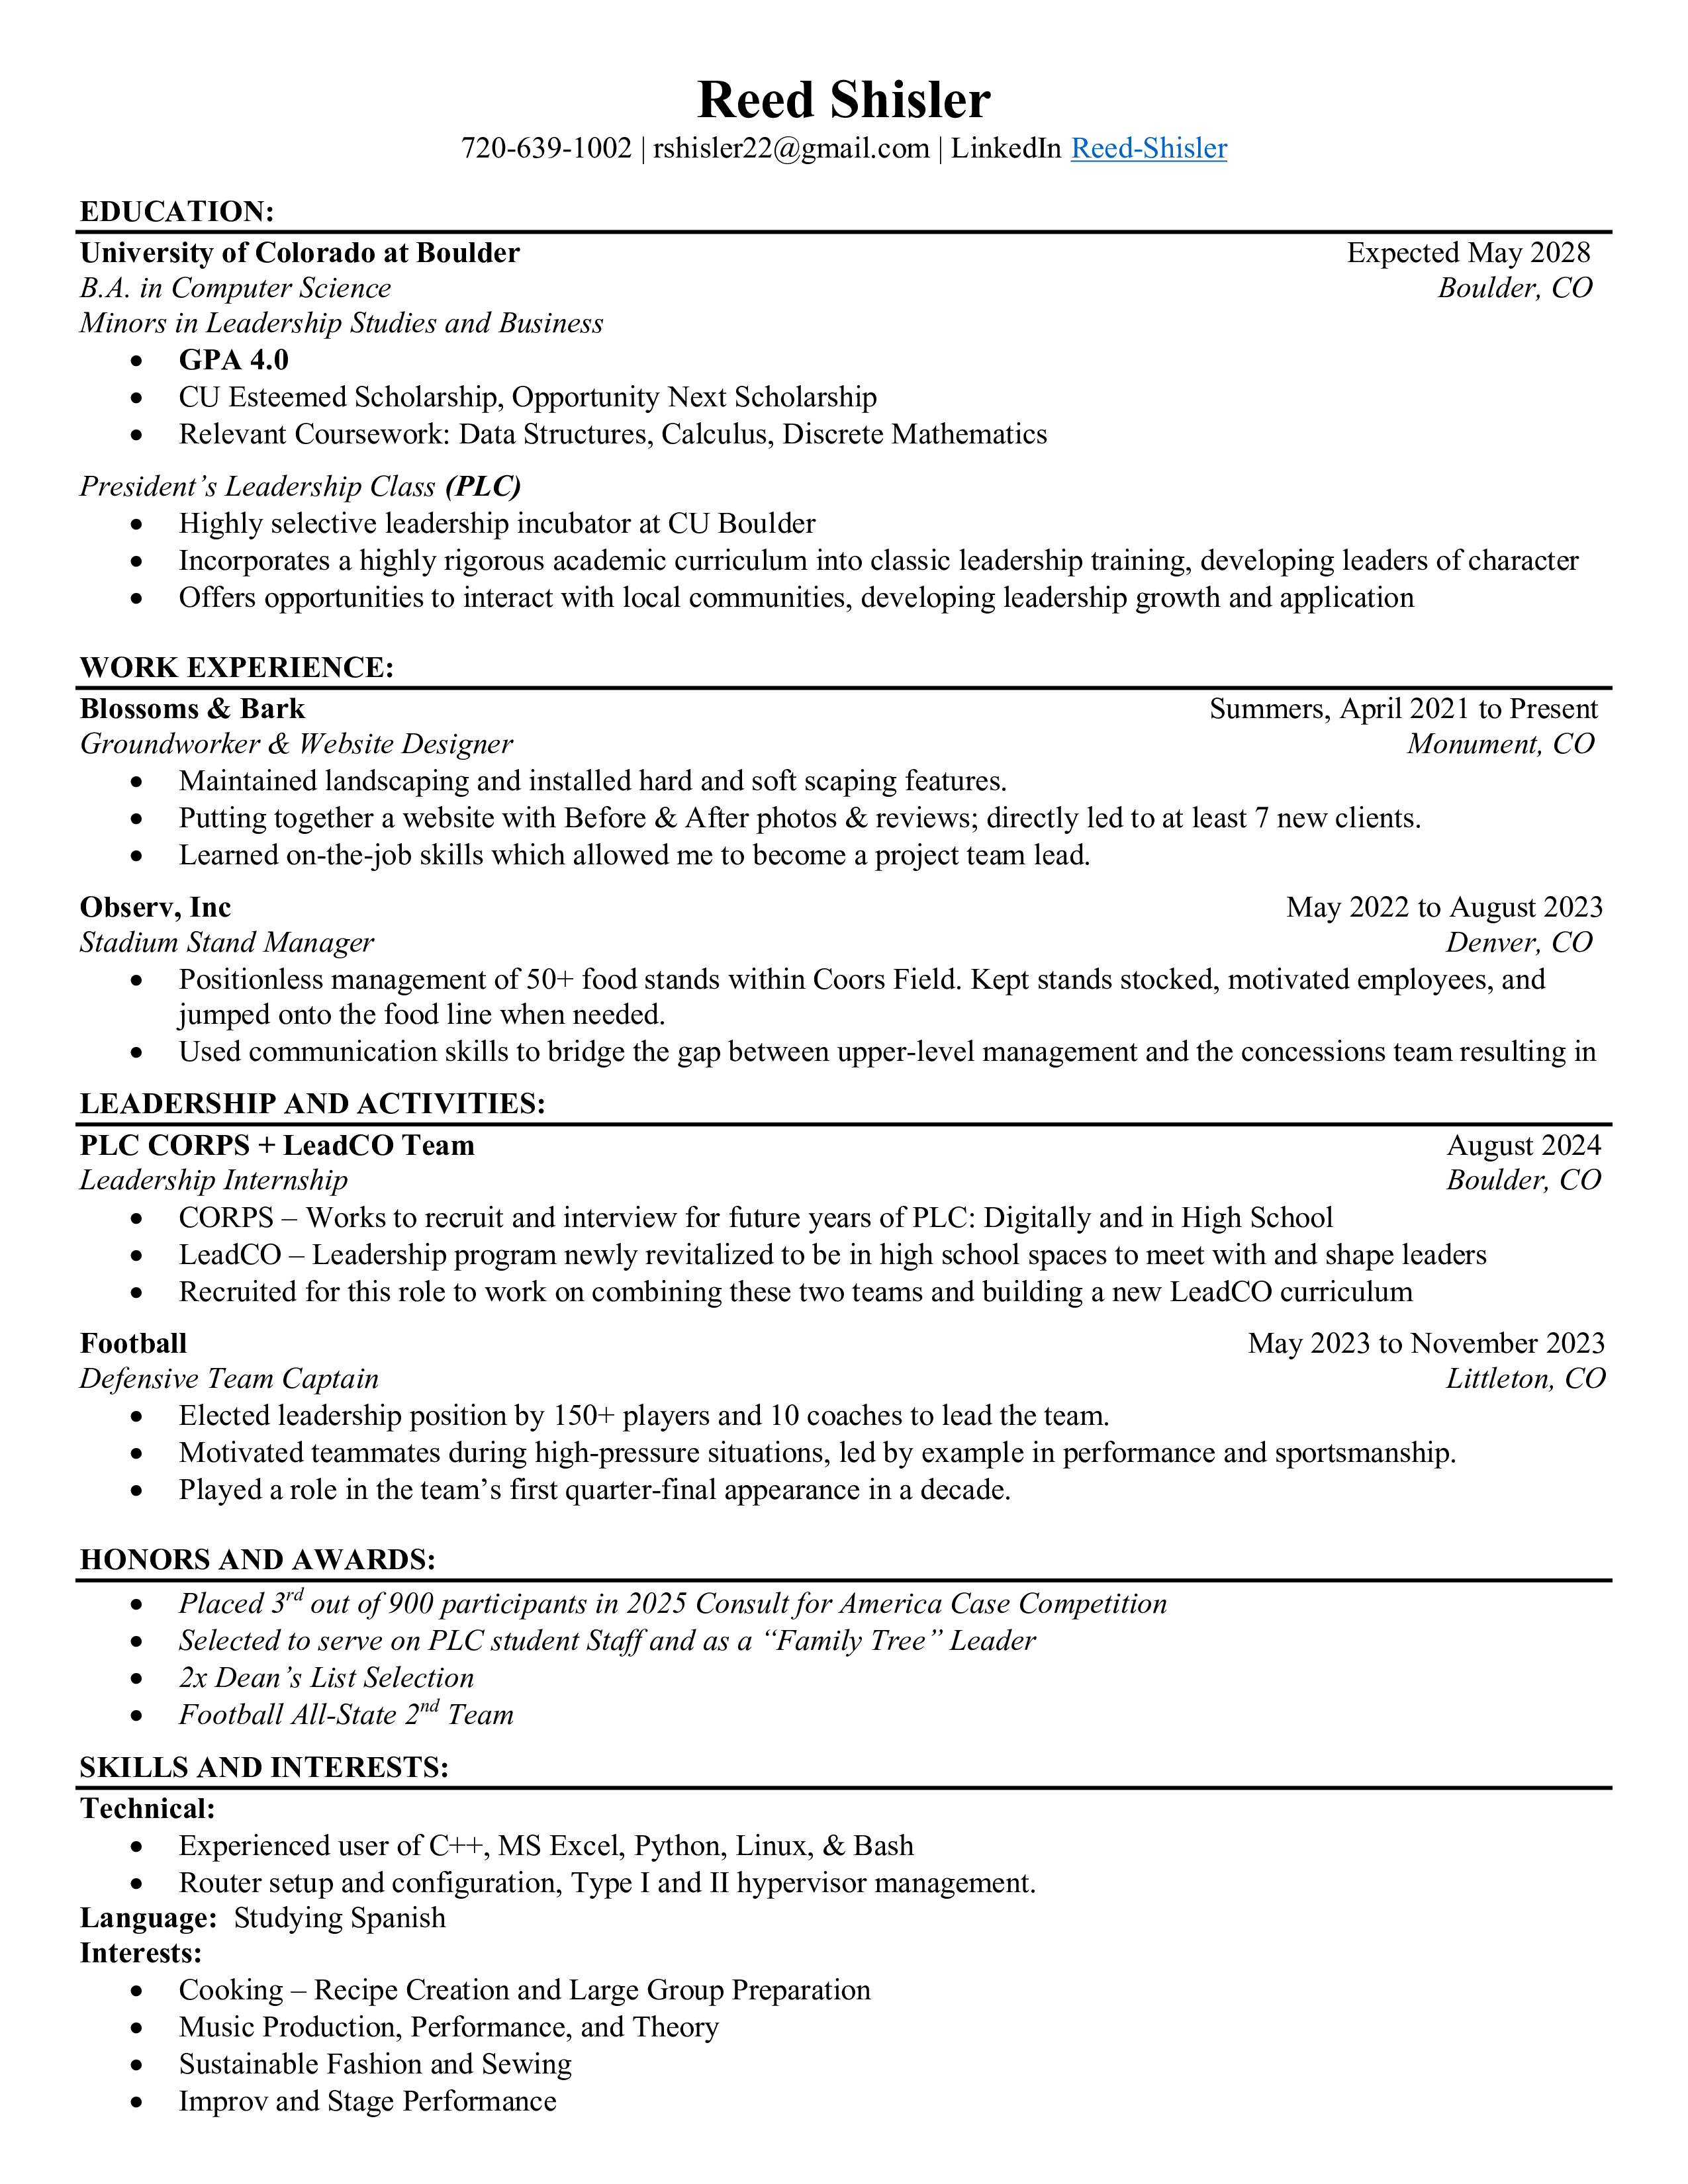 Reed Shisler
720-639-1002 | rshisler22@gmail.com | LinkedIn Reed-Shisler
EDUCATION:
University of Colorado at Boulder Expected May 2028
B.A. in Computer Science Boulder, CO
Minors in Leadership Studies and Business
• GPA 4.0
• CU Esteemed Scholarship, Opportunity Next Scholarship
• Relevant Coursework: Data Structures, Calculus, Discrete Mathematics
President’s Leadership Class (PLC)
• Highly selective leadership incubator at CU Boulder
• Incorporates a highly rigorous academic curriculum into classic leadership training, developing leaders of character
• Offers opportunities to interact with local communities, developing leadership growth and application
WORK EXPERIENCE:
Blossoms & Bark Summers, April 2021 to Present
Groundworker & Website Designer Monument, CO
• Maintained landscaping and installed hard and soft scaping features.
• Putting together a website with Before & After photos & reviews; directly led to at least 7 new clients.
• Learned on-the-job skills which allowed me to become a project team lead.
Observ, Inc May 2022 to August 2023
Stadium Stand Manager Denver, CO
• Positionless management of 50+ food stands within Coors Field. Kept stands stocked, motivated employees, and
jumped onto the food line when needed.
• Used communication skills to bridge the gap between upper-level management and the concessions team resulting in
LEADERSHIP AND ACTIVITIES:
PLC CORPS + LeadCO Team August 2024
Leadership Internship Boulder, CO
• CORPS – Works to recruit and interview for future years of PLC: Digitally and in High School
• LeadCO – Leadership program newly revitalized to be in high school spaces to meet with and shape leaders
• Recruited for this role to work on combining these two teams and building a new LeadCO curriculum
Football May 2023 to November 2023
Defensive Team Captain Littleton, CO
• Elected leadership position by 150+ players and 10 coaches to lead the team.
• Motivated teammates during high-pressure situations, led by example in performance and sportsmanship.
• Played a role in the team’s first quarter-final appearance in a decade.
HONORS AND AWARDS:
• Placed 3rd out of 900 participants in 2025 Consult for America Case Competition
• Selected to serve on PLC student Staff and as a “Family Tree” Leader
• 2x Dean’s List Selection
• Football All-State 2nd Team
SKILLS AND INTERESTS:
Technical:
• Experienced user of C++, MS Excel, Python, Linux, & Bash
• Router setup and configuration, Type I and II hypervisor management.
Language: Studying Spanish
Interests:
• Cooking – Recipe Creation and Large Group Preparation
• Music Production, Performance, and Theory
• Sustainable Fashion and Sewing
• Improv and Stage Performance